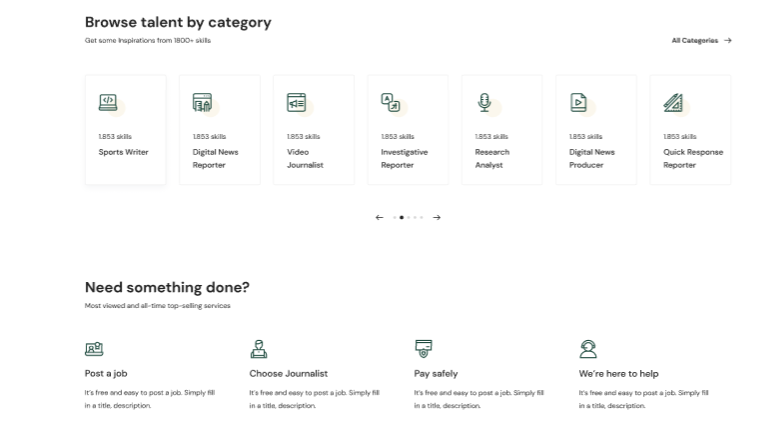 Browse talent by category
Get some Inspirations from 1800+ skills
All Categories →
1.853 skills
Sports Writer
1.853 skills
Digital News
Reporter
1.853 skills
Video
Journalist
1.853 skills
Investigative
Reporter
1.853 skills
Research
Analyst
1.853 skills
Digital News
Producer
1.853 skills
Quick Response
Reporter
Need something done?
Most viewed and all-time top-selling services
Post a job
It's free and easy to post a job. Simply fill
in a title, description.
Choose Journalist
It's free and easy to post a job. Simply fill
in a title, description.
Pay safely
It's free and easy to post a job. Simply fill
in a title, description.
We're here to help
It's free and easy to post a job. Simply fill
in a title, description.